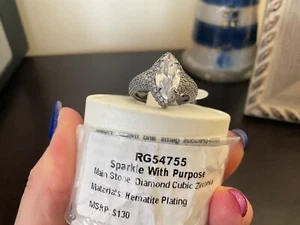 RG54755
Sparkle With Purpose
Main Stone: Diamond Cubic Zirconia
Materials: Hematite Plating
MSRP: $130